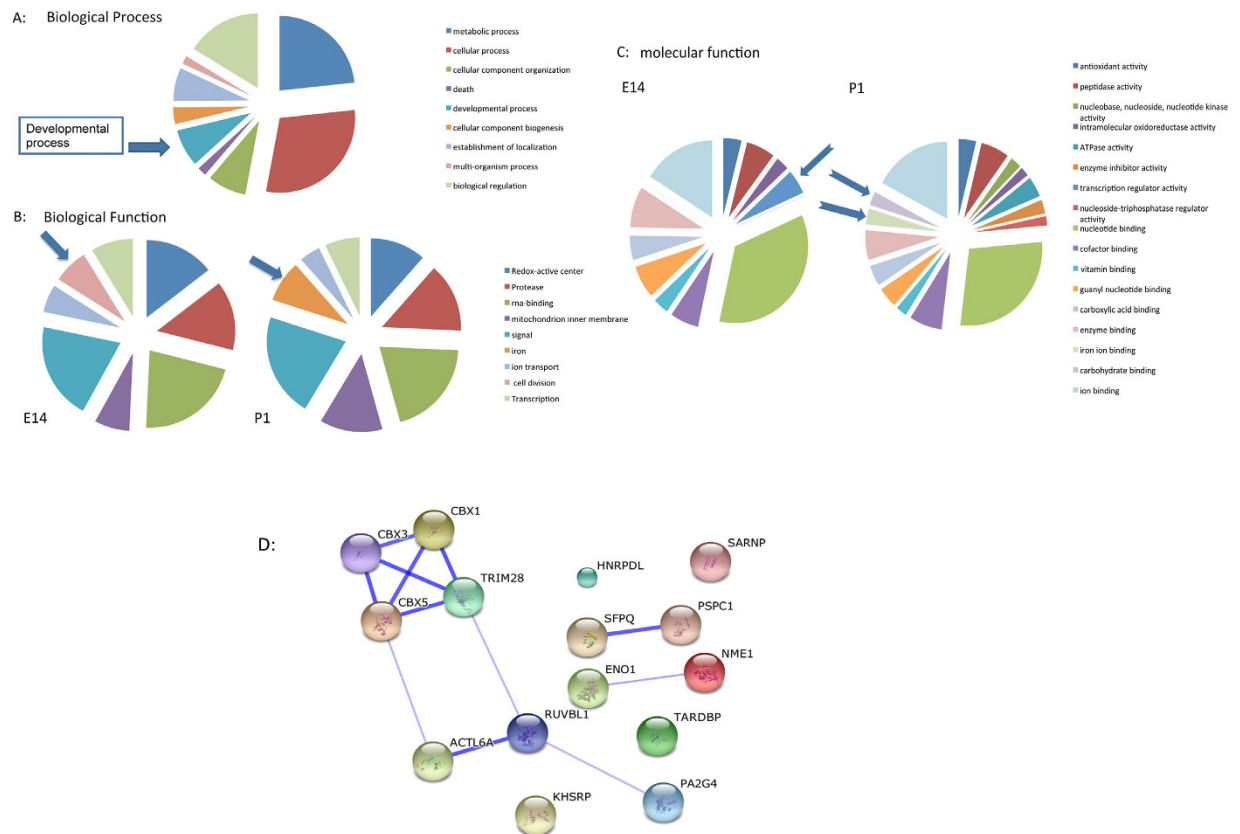 A: Biological Process
metabolic process
cellular process
cellular component organization
death
developmental process
cellular component biogenesis
establishment of localization
multi-organism process
biological regulation
Developmental
process
B: Biological Function
E14
P1
Redox-active center
Protease
rna-binding
mitochondrion inner membrane
signal
iron
ion transport
cell division
Transcription
C: molecular function
E14
P1
antioxidant activity
peptidase activity
nucleobase, nucleoside, nucleotide kinase
activity
intramolecular oxidoreductase activity
ATPase activity
enzyme inhibitor activity
transcription regulator activity
nucleoside-triphosphatase regulator
activity
nucleotide binding
cofactor binding
vitamin binding
guanyl nucleotide binding
carboxylic acid binding
enzyme binding
iron ion binding
carbohydrate binding
ion binding
D:
CBX1
CBX3
TRIM28
CBX5
RUVBL1
ACTL6A
KHSRP
HNRPDL
SARNP
SFPQ
PSPC1
ENO1
NME1
TARDBP
PA2G4